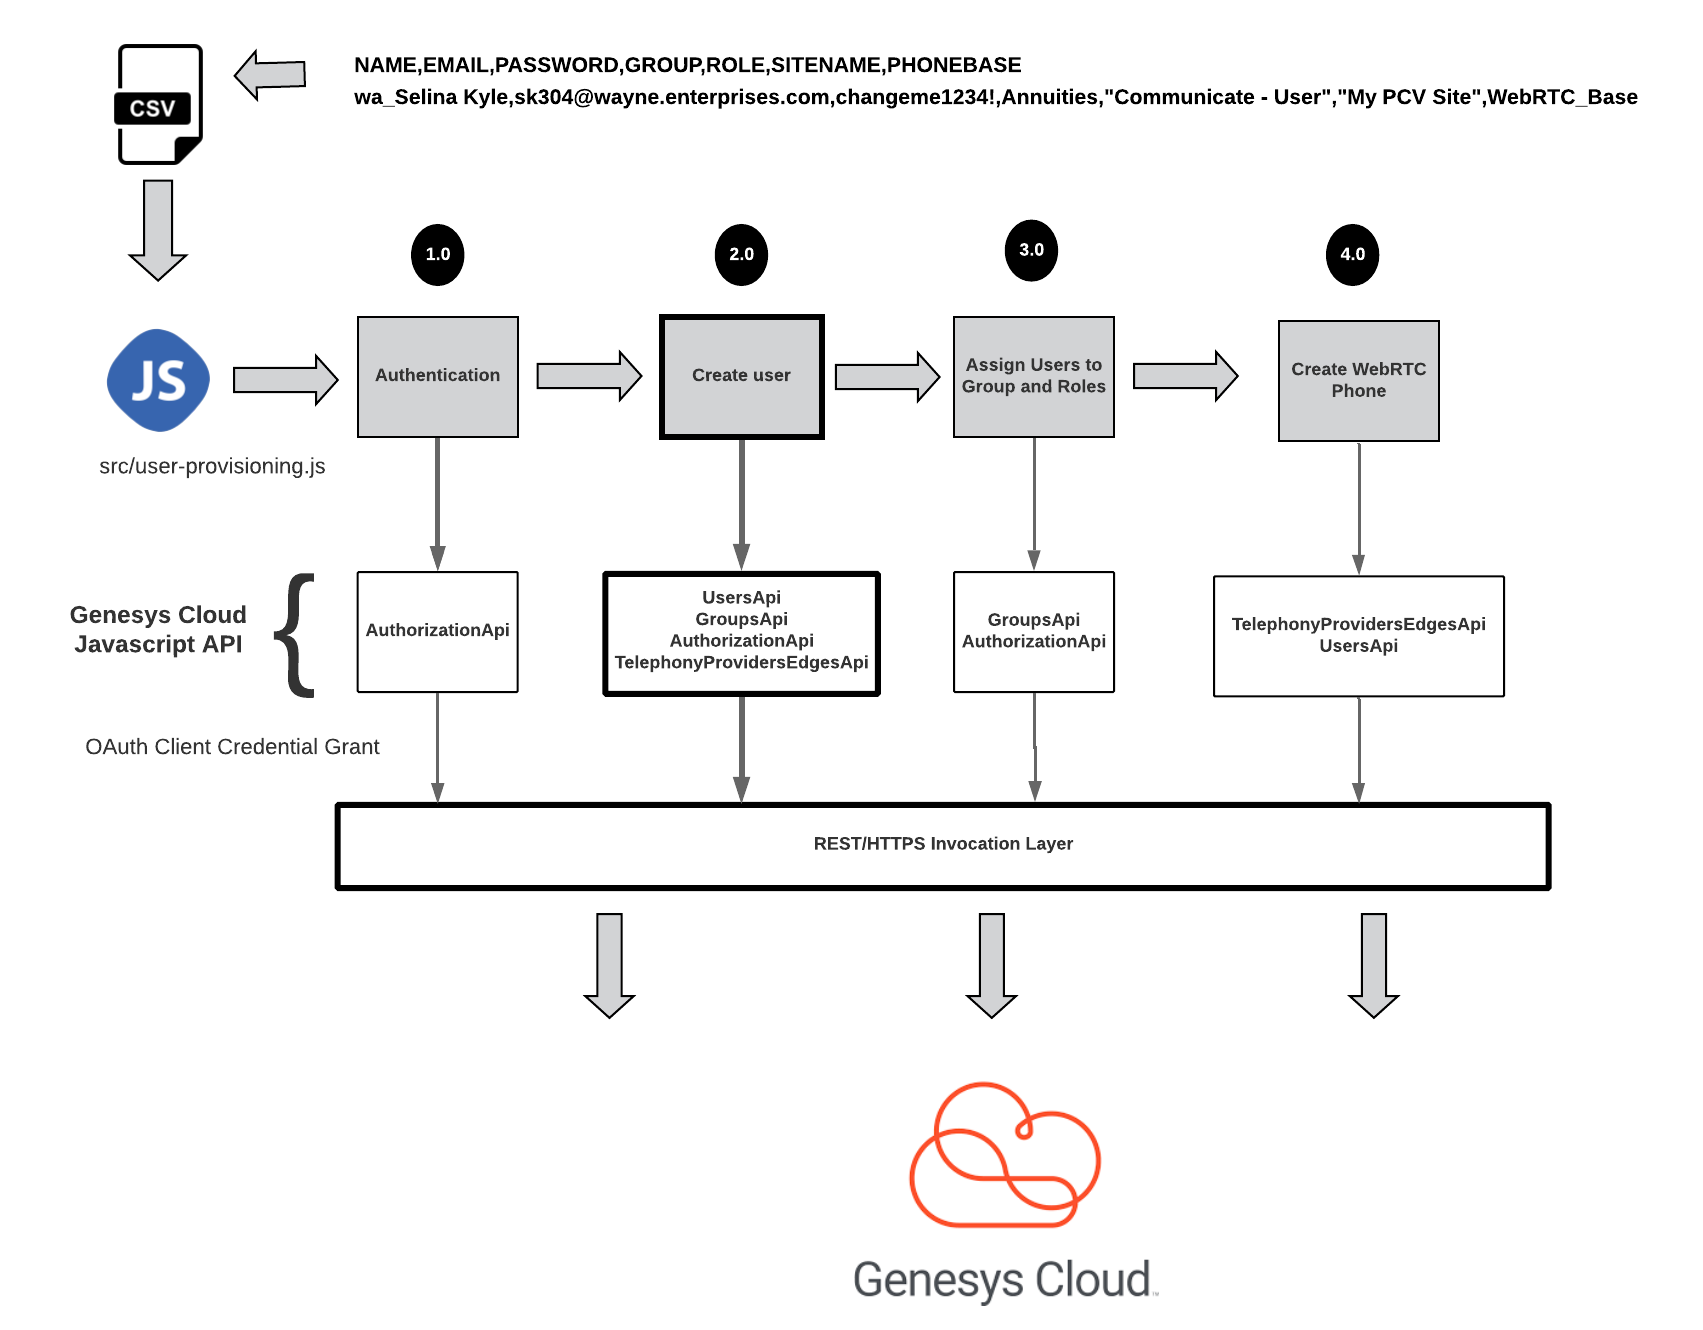 NAME,EMAIL,PASSWORD,GROUP,ROLE,SITENAME,PHONEBASE
wa_Selina Kyle,sk304@wayne.enterprises.com,changeme1234!,Annuities,"Communicate - User","My PCV Site",WebRTC_Base
CSV
1.0
2.0
3.0
4.0
JS
src/user-provisioning.js
Authentication
Create user
Assign Users to
Group and Roles
Create WebRTC
Phone
Genesys Cloud
Javascript API
{
AuthorizationApi
UsersApi
GroupsApi
AuthorizationApi
TelephonyProvidersEdgesApi
GroupsApi
AuthorizationApi
TelephonyProvidersEdgesApi
UsersApi
OAuth Client Credential Grant
REST/HTTPS Invocation Layer
Genesys Cloud™